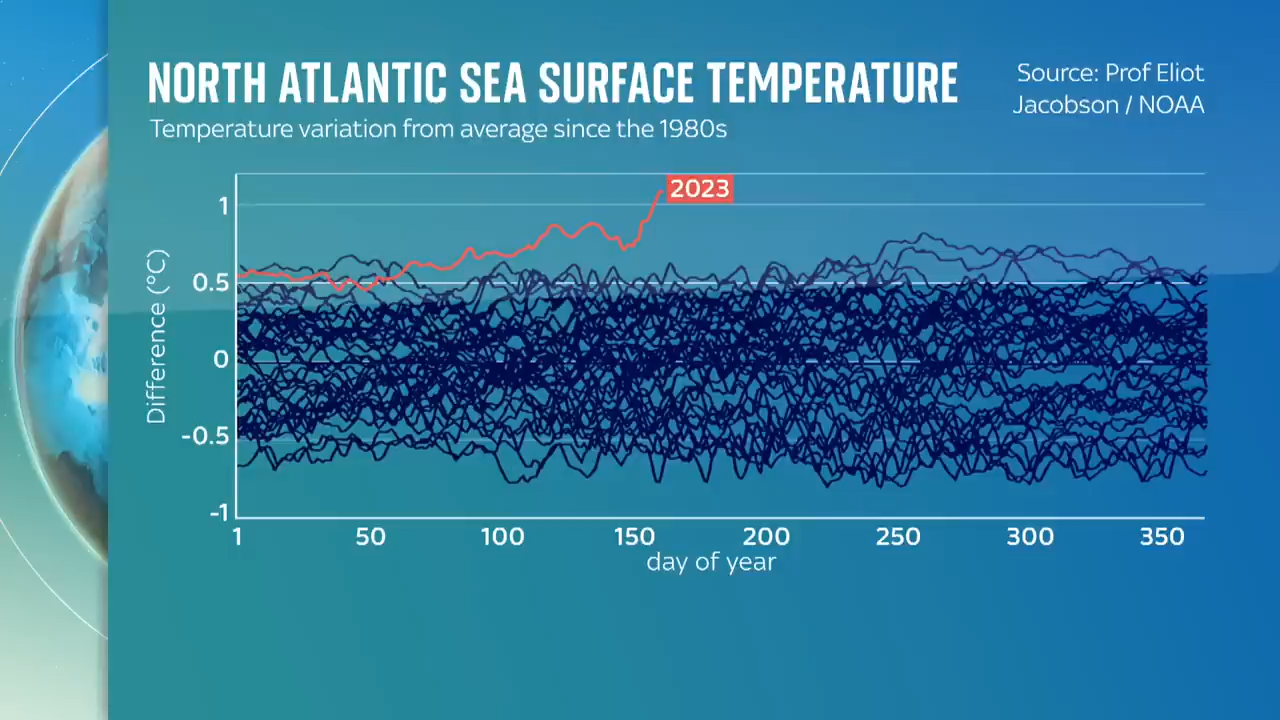 NORTH ATLANTIC SEA SURFACE TEMPERATURE
Temperature variation from average since the 1980s
Source: Prof Eliot
Jacobson / NOAA
2023
Difference (°C)
1
0.5
0
-0.5
-1
1 50 100 150 200 250 300 350
day of year